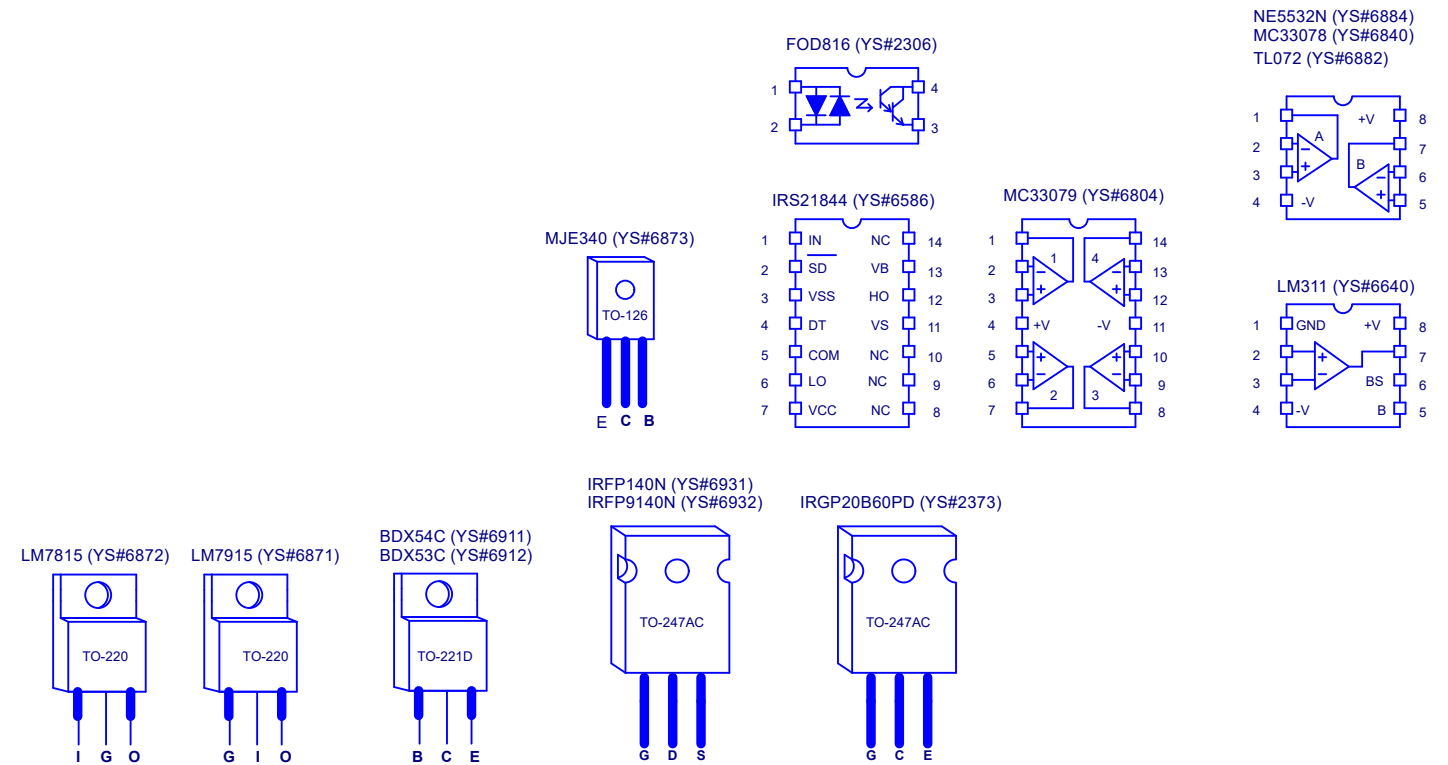 NE5532N (YS#6884)
MC33078 (YS#6840)
TL072 (YS#6882)
FOD816 (YS#2306)
1 4
2 3
1 +V 8
A
2 7
B
3 6
4 -V 5
IRS21844 (YS#6586)
1 IN NC 14
2 SD VB 13
3 VSS HO 12
4 DT VS 11
5 COM NC 10
6 LO NC 9
7 VCC NC 8
MC33079 (YS#6804)
1 14
1 4
2 13
3 12
4 +V -V 11
5 10
6 9
2 3
7 8
MJE340 (YS#6873)
TO-126
E C B
LM311 (YS#6640)
1 GND +V 8
2 7
3 BS 6
4 -V B 5
LM7815 (YS#6872)
TO-220
I G O
LM7915 (YS#6871)
TO-220
G I O
BDX54C (YS#6911)
BDX53C (YS#6912)
TO-221D
B C E
IRFP140N (YS#6931)
IRFP9140N (YS#6932)
TO-247AC
G D S
IRGP20B60PD (YS#2373)
TO-247AC
G C E